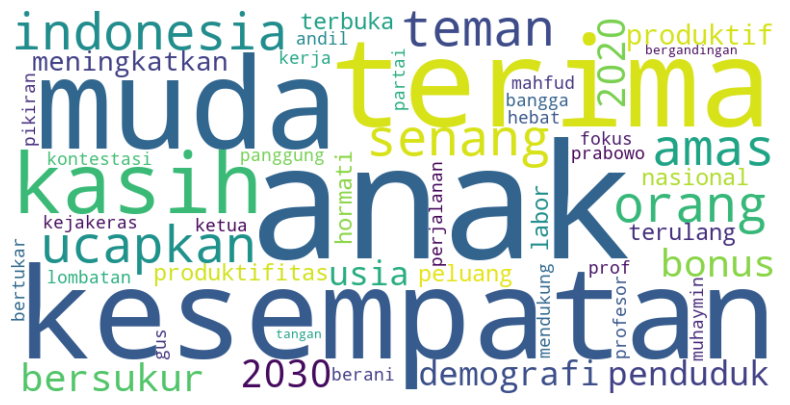 indonesia
terbuka
andil
teman
produktif
bergandingan
meningkatkan
kerja
partai
2020
pikiran
muda
terima
mahfud
bangga
hebat
senang
fokus
prabowo
amas
kontestasi
panggung
kasih
anak
hormati
perjalanan
nasional
labor
orang
kejakeras
ketua
terulang
ucapkan
bonus
bertukar
lombatan
produktifitas
usia
peluang
mendukung
prof
profesor
muhaymin
kesempatan
gus
tangan
bersukur
2030
berani
demografi
penduduk